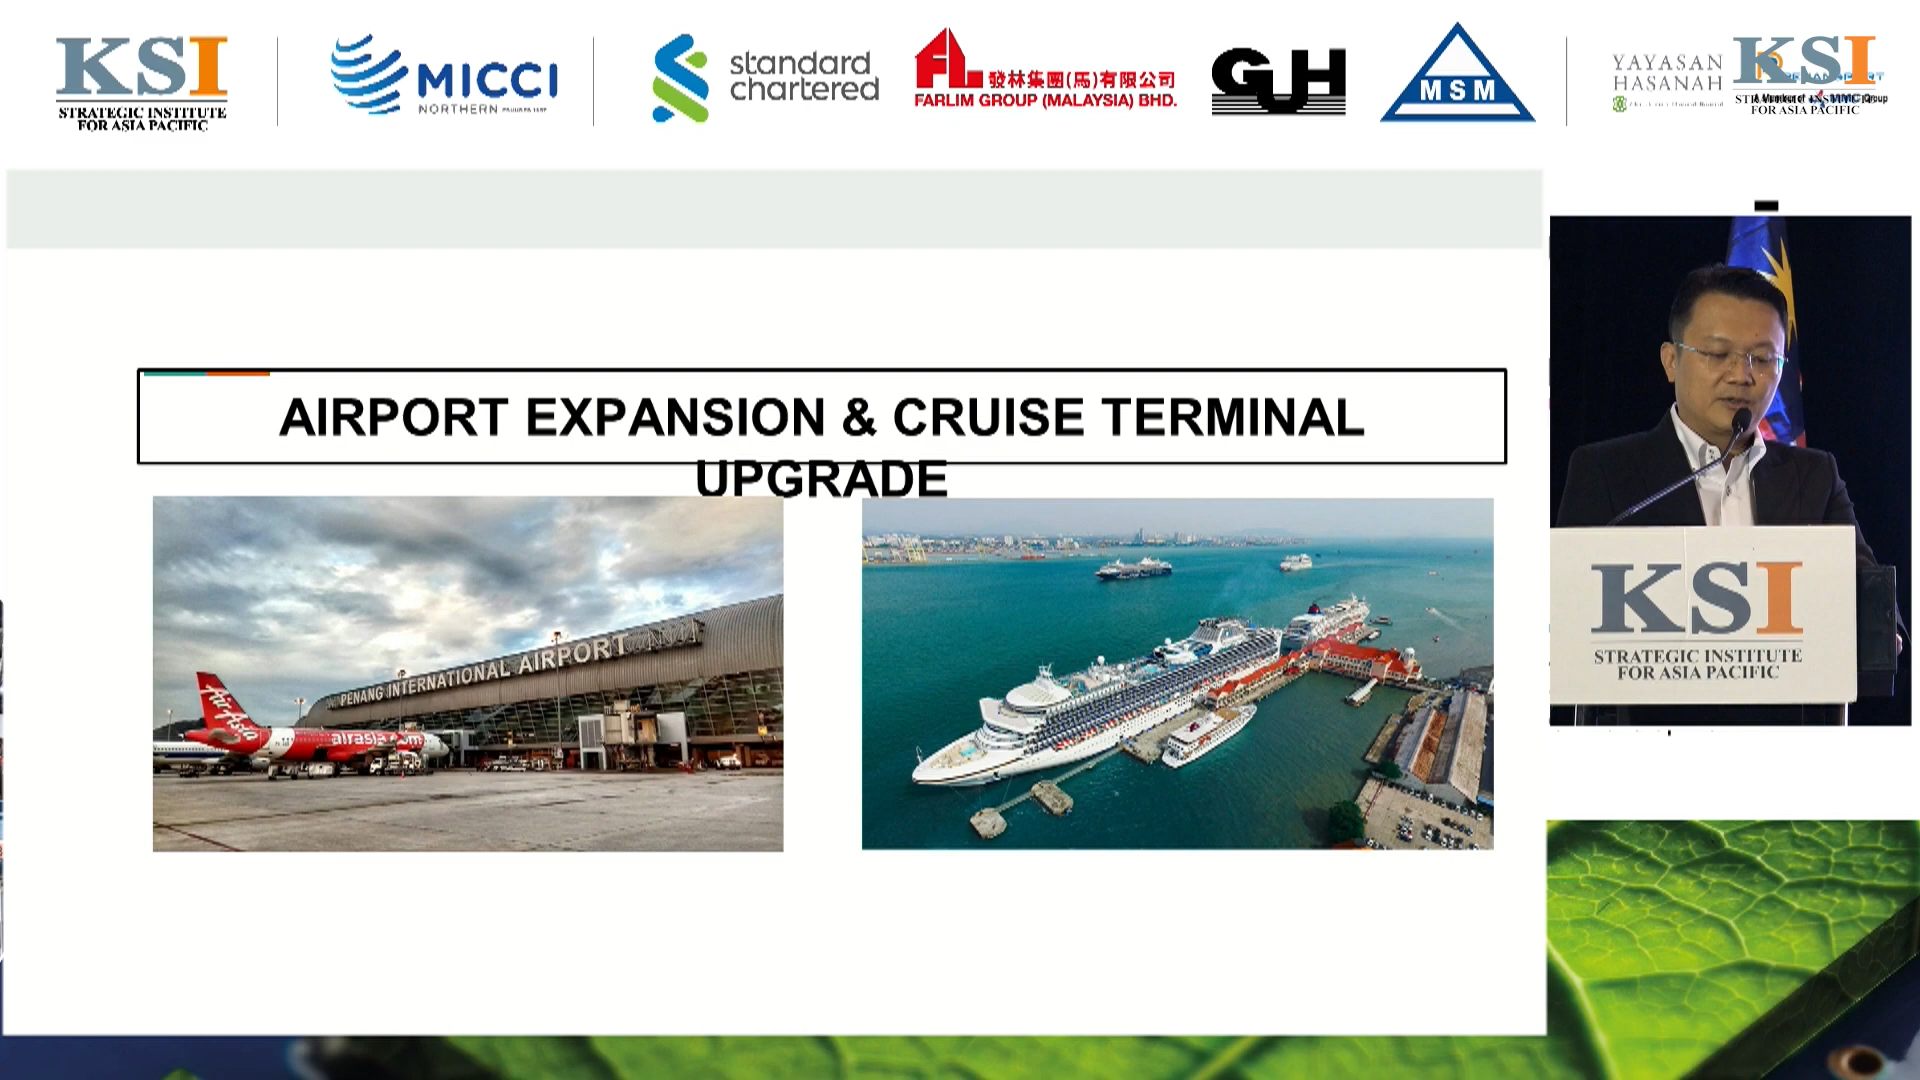 KSI
STRATEGIC INSTITUTE
FOR ASIA PACIFIC
MICCI
NORTHERN
standard
chartered
FL 發林集團(馬)有限公司
FARLIM GROUP (MALAYSIA) BHD.
GUH
MSM
YAYASAN
HASANAH
KSI
FOR ASIA PACIFIC
AIRPORT EXPANSION & CRUISE TERMINAL
UPGRADE
PENANG INTERNATIONAL AIRPORT
AirAsia
airasia.com
KSI
STRATEGIC INSTITUTE
FOR ASIA PACIFIC